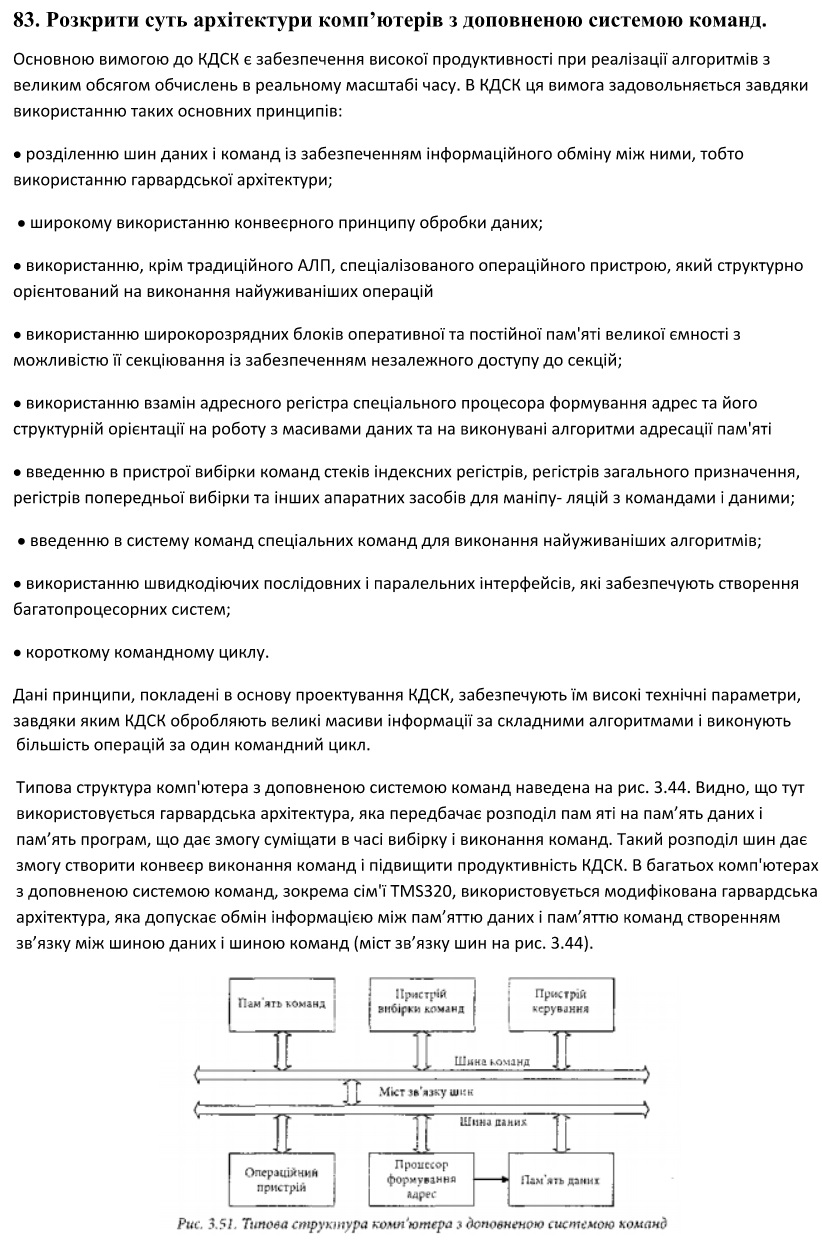 83. Розкрити суть архітектури комп’ютерів з доповненою системою команд.
Основною вимогою до КДСК є забезпечення високої продуктивності при реалізації алгоритмів з
великим обсягом обчислень в реальному масштабі часу. В КДСК ця вимога задовольняється завдяки
використанню таких основних принципів:
• розділенню шин даних і команд із забезпеченням інформаційного обміну між ними, тобто
використанню гарвардської архітектури;
• широкому використанню конвеєрного принципу обробки даних;
• використанню, крім традиційного АЛП, спеціалізованого операційного пристрою, який структурно
орієнтований на виконання найуживаніших операцій
• використанню широкорозрядних блоків оперативної та постійної пам'яті великої ємності з
можливістю її секціювання із забезпеченням незалежного доступу до секцій;
• використанню взамін адресного регістра спеціального процесора формування адрес та його
структурній орієнтації на роботу з масивами даних та на виконувані алгоритми адресації пам'яті
• введенню в пристрої вибірки команд стеків індексних регістрів, регістрів загального призначення,
регістрів попередньої вибірки та інших апаратних засобів для маніпу- ляцій з командами і даними;
• введенню в систему команд спеціальних команд для виконання найуживаніших алгоритмів;
• використанню швидкодіючих послідовних і паралельних інтерфейсів, які забезпечують створення
багатопроцесорних систем;
• короткому командному циклу.
Дані принципи, покладені в основу проектування КДСК, забезпечують їм високі технічні параметри,
завдяки яким КДСК обробляють великі масиви інформації за складними алгоритмами і виконують
більшість операцій за один командний цикл.
Типова структура комп'ютера з доповненою системою команд наведена на рис. 3.44. Видно, що тут
використовується гарвардська архітектура, яка передбачає розподіл пам яті на пам’ять даних і
пам’ять програм, що дає змогу суміщати в часі вибірку і виконання команд. Такий розподіл шин дає
змогу створити конвеєр виконання команд і підвищити продуктивність КДСК. В багатьох комп'ютерах
з доповненою системою команд, зокрема сім'ї TMS320, використовується модифікована гарвардська
архітектура, яка допускає обмін інформацією між пам’яттю даних і пам’яттю команд створенням
зв’язку між шиною даних і шиною команд (міст зв’язку шин на рис. 3.44).
Пам'ять команд
Пристрій
вибірки команд
Пристрій
керування
Шина команд
Міст зв'язку шин
Шина даних
Операційний
пристрій
Процесор
формування
адрес
Пам'ять даних
Рис. 3.51. Типова структура комп'ютера з доповненою системою команд